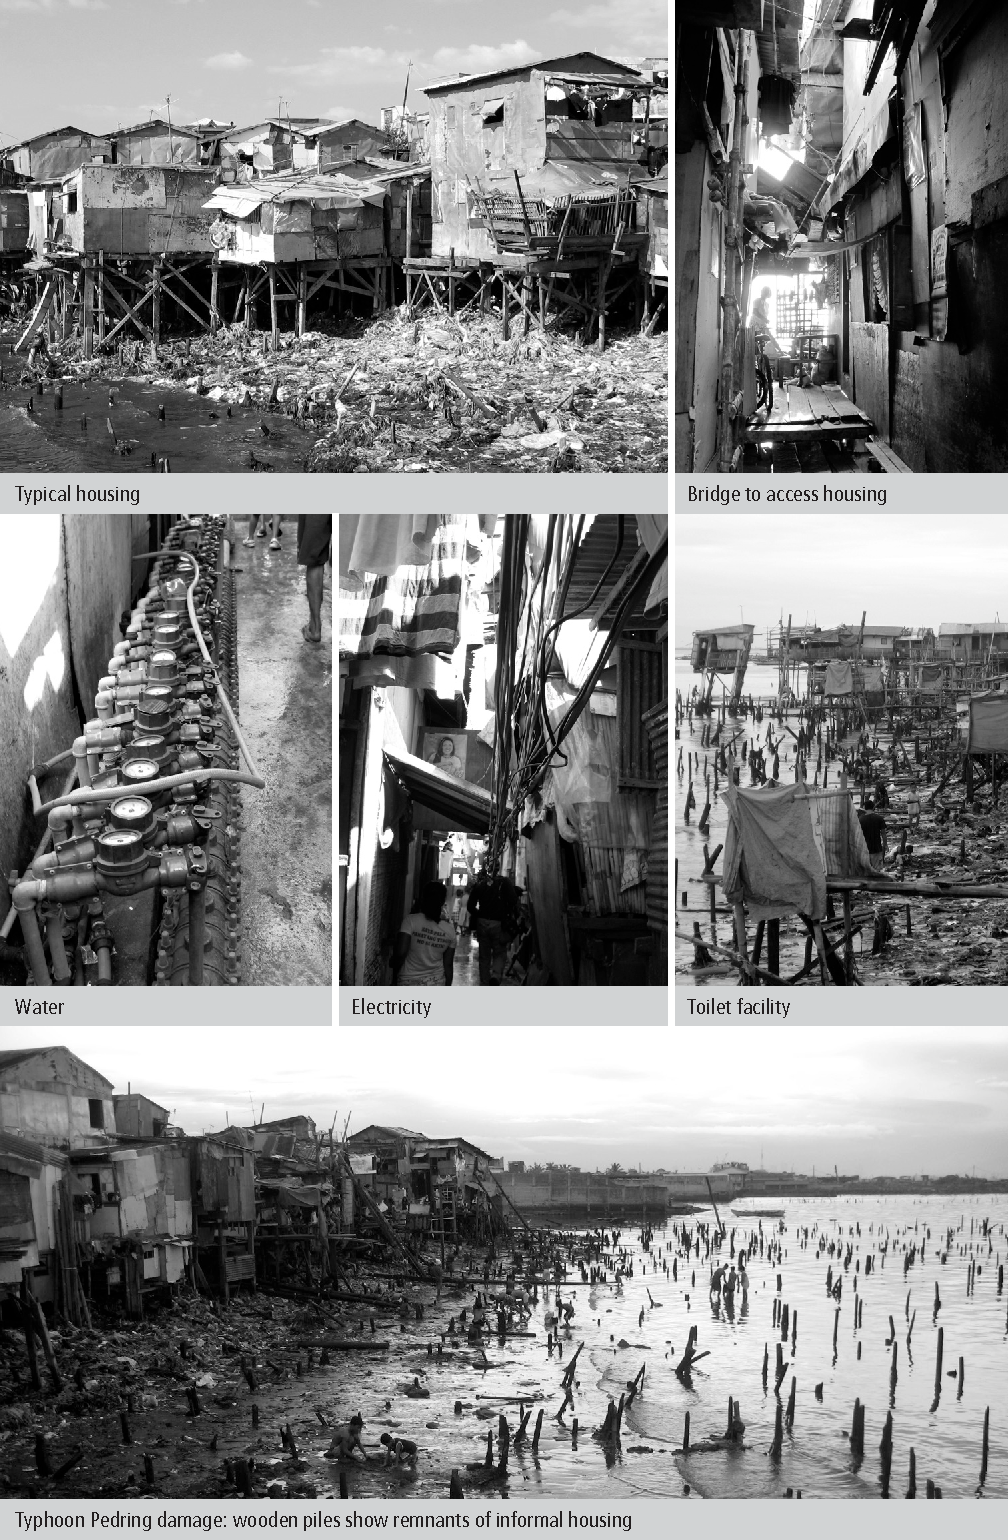 Typical housing
Bridge to access housing
Water
Electricity
Toilet facility
Typhoon Pedring damage: wooden piles show remnants of informal housing